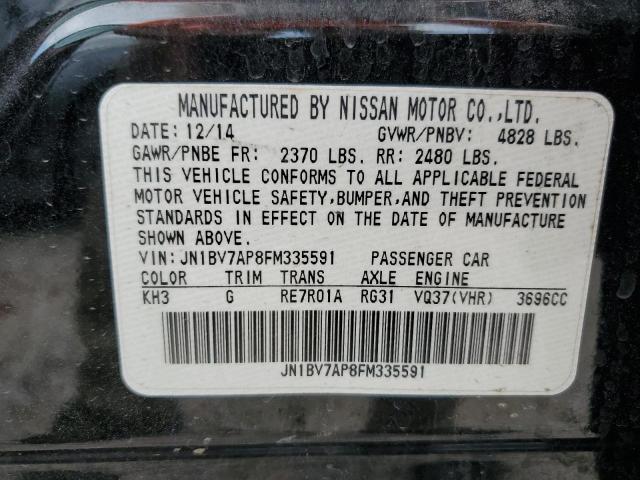 MANUFACTURED BY NISSAN MOTOR CO.,LTD.
DATE: 12/14 GVWR/PNBV: 4828 LBS.
GAWR/PNBE FR: 2370 LBS. RR: 2480 LBS.
THIS VEHICLE CONFORMS TO ALL APPLICABLE FEDERAL
MOTOR VEHICLE SAFETY,BUMPER,AND THEFT PREVENTION
STANDARDS IN EFFECT ON THE DATE OF MANUFACTURE
SHOWN ABOVE.
VIN: JN1BV7AP8FM335591 PASSENGER CAR
COLOR TRIM TRANS AXLE ENGINE
KH3 G RE7R01A RG31 VQ37(VHR) 3696CC
JN1BV7AP8FM335591